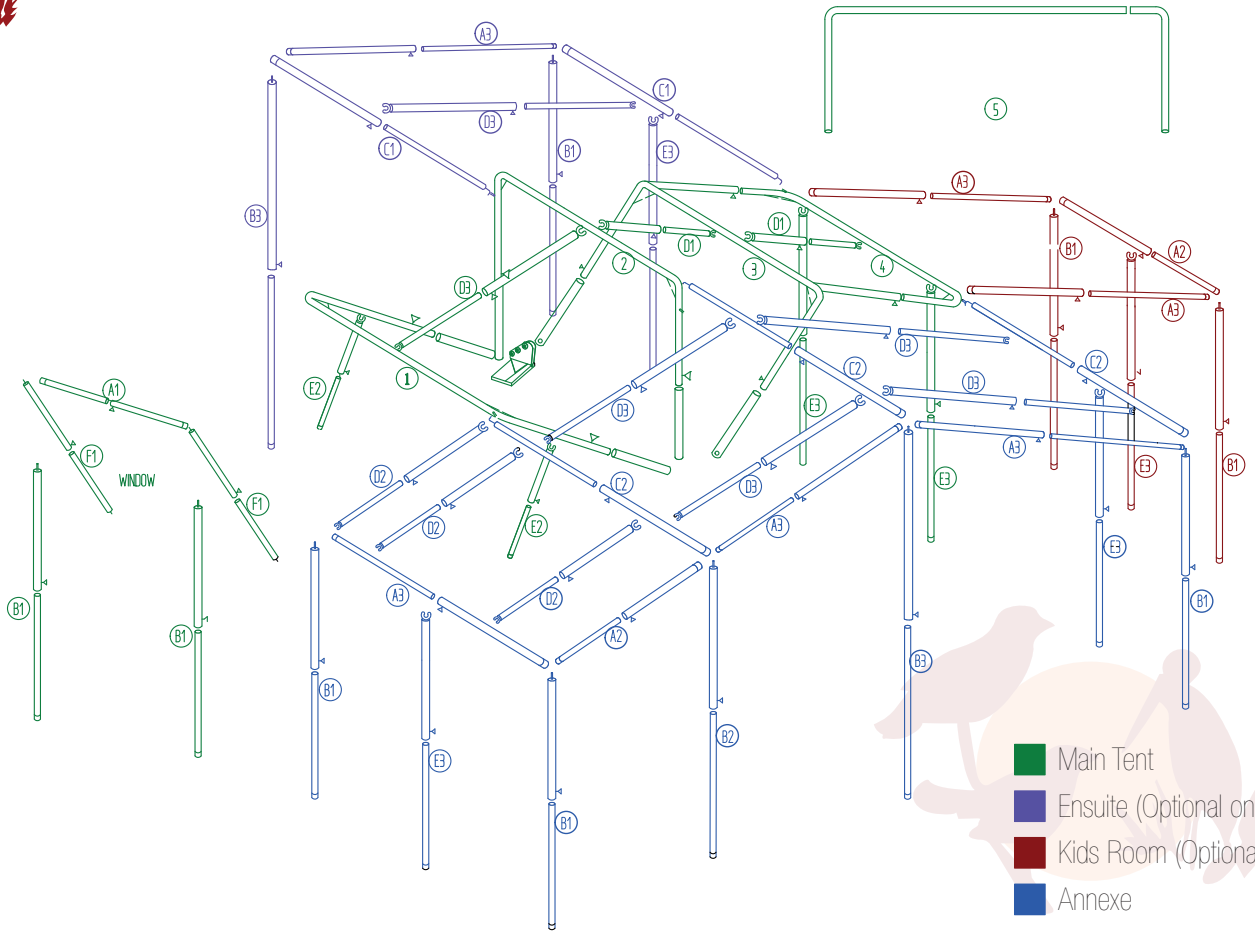 A3
C1
5
D3
C1
B1
E3
A3
B3
D1
D1
B1
A2
2
3
4
D3
A3
D3
1
C2
C2
E2
D3
D3
A1
E3
A3
F1
WINDOW
D2
D3
E3
B1
F1
C2
E3
D2
A3
E2
E3
A3
D2
B1
B1
A2
B1
B3
B1
B2
E3
Main Tent
B1
Ensuite (Optional on
Kids Room (Optiona
Annexe